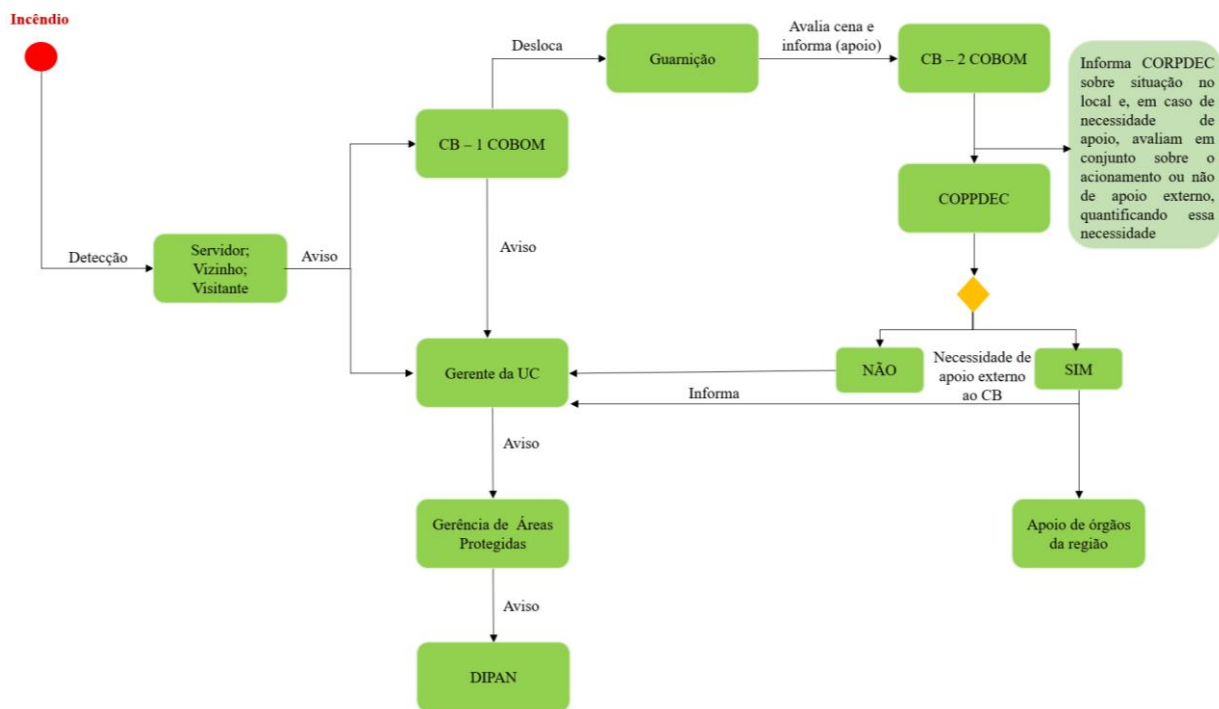 Incêndio
Desloca
Guarnição
Avalia cena e
informa (apoio)
CB – 2 COBOM
Informa CORPDEC
sobre situação no
local e, em caso de
necessidade de
apoio, avaliam em
conjunto sobre o
acionamento ou não
de apoio externo,
quantificando essa
necessidade
CB – 1 COBOM
COPPDEC
Detecção
Servidor;
Vizinho;
Visitante
Aviso
Aviso
Gerente da UC
NÃO
Necessidade de
apoio externo
ao CB
SIM
Informa
Aviso
Gerência de Áreas
Protegidas
Apoio de órgãos
da região
Aviso
DIPAN